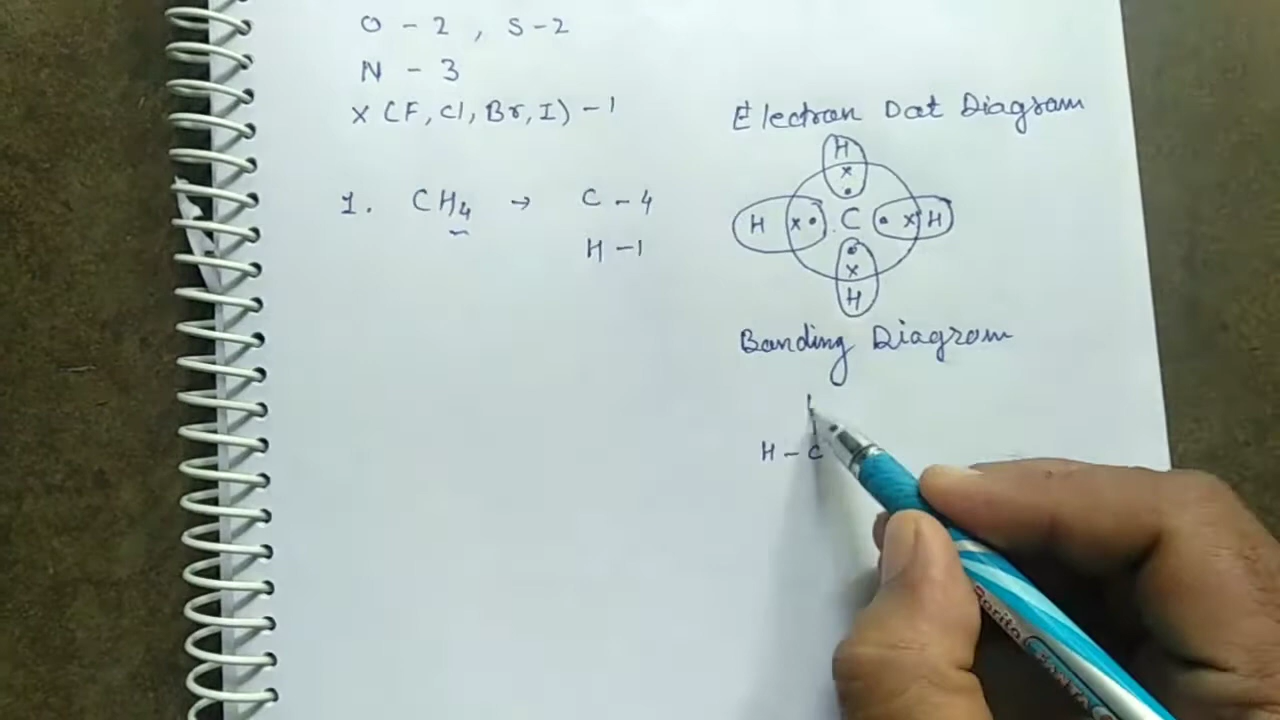 O - 2 , S-2
N - 3
X (F, Cl, Br, I) - 1
Electron Dot Diagram
H
x
1. CH4 → C - 4
H x • C • x H
H - 1
x
H
Bonding Diagram
H - C